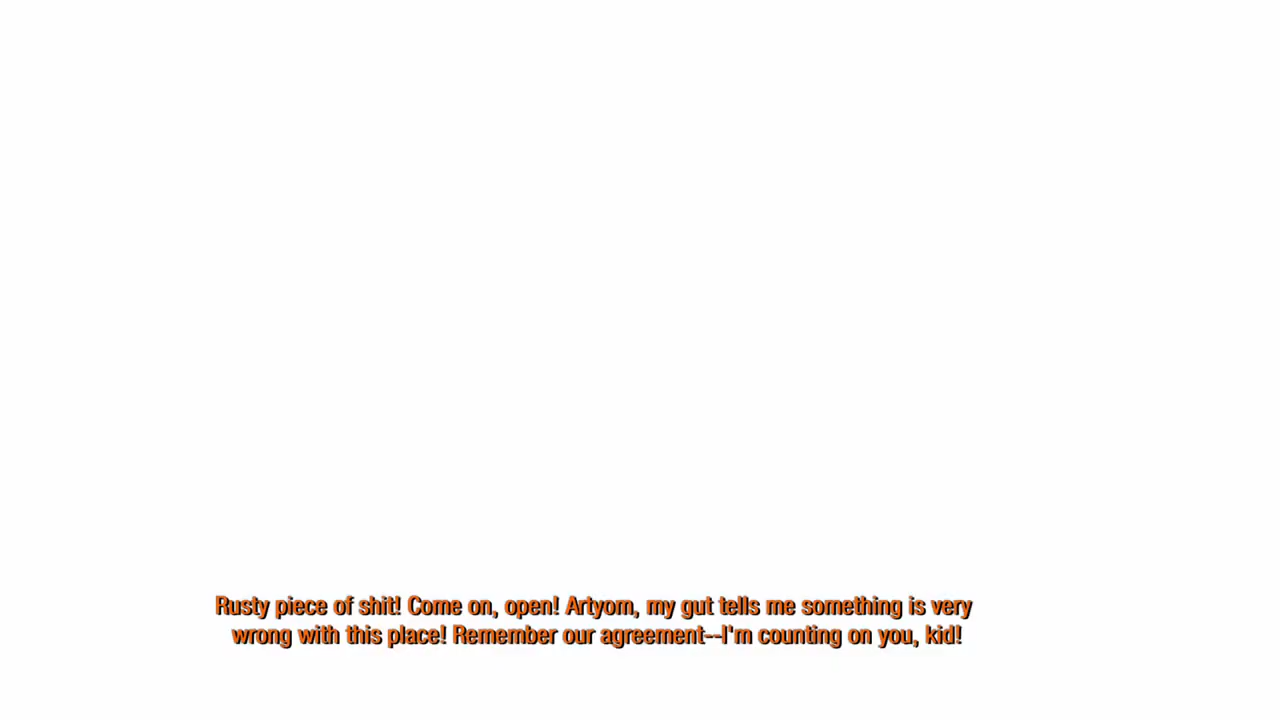 Rusty piece of shit! Come on, open! Artyom, my gut tells me something is very
wrong with this place! Remember our agreement--I'm counting on you, kid!